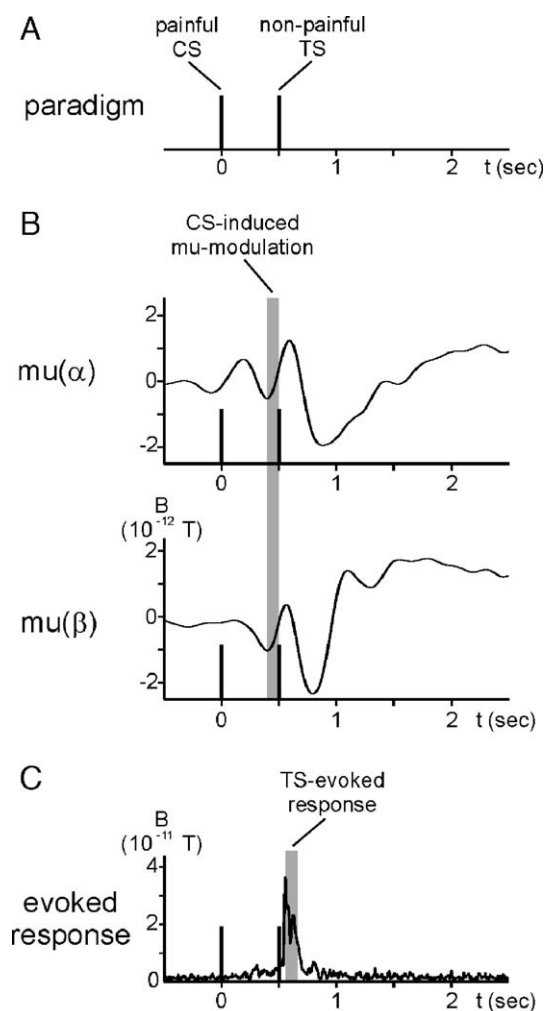 A
painful
CS
non-painful
TS
paradigm
0 1 2 t (sec)
B
CS-induced
mu-modulation
mu(α)
2
0
-2
0 1 2
B
(10⁻¹² T)
mu(β)
2
0
-2
0 1 2 t (sec)
C
TS-evoked
response
B
(10⁻¹¹ T)
evoked
response
4
2
0
0 1 2 t (sec)